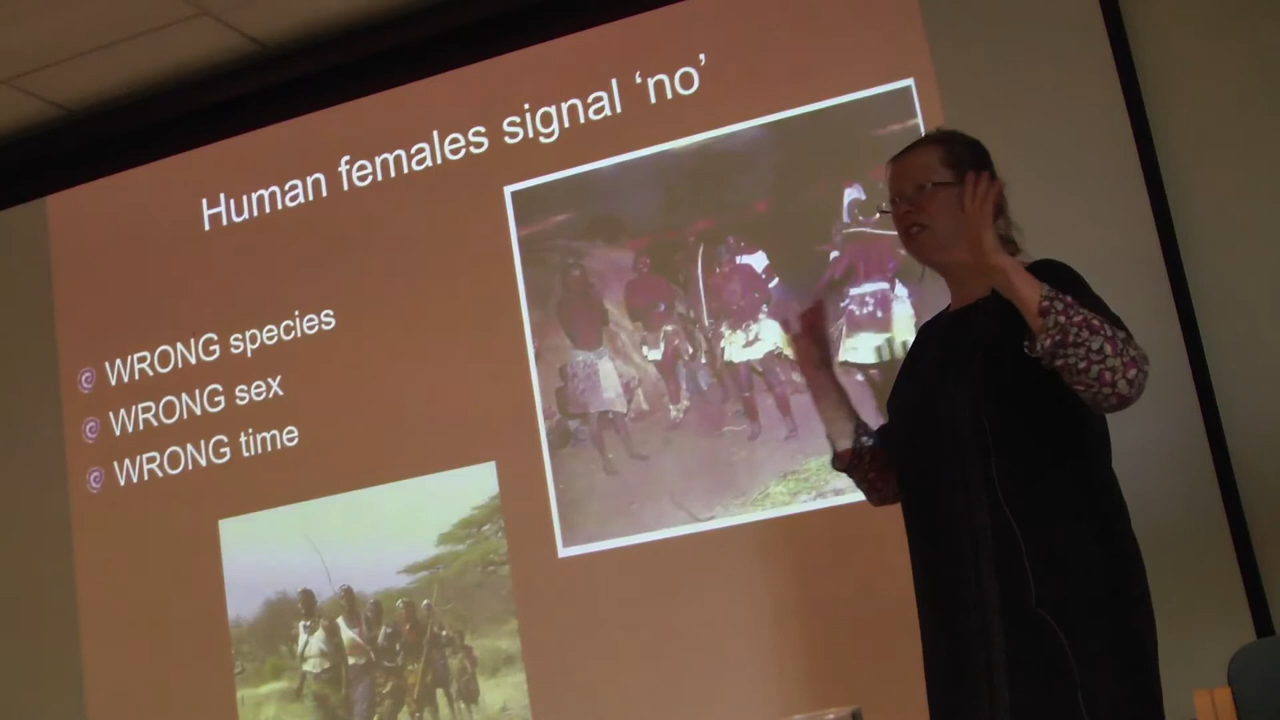 Human females signal ‘no’
WRONG species
WRONG sex
WRONG time